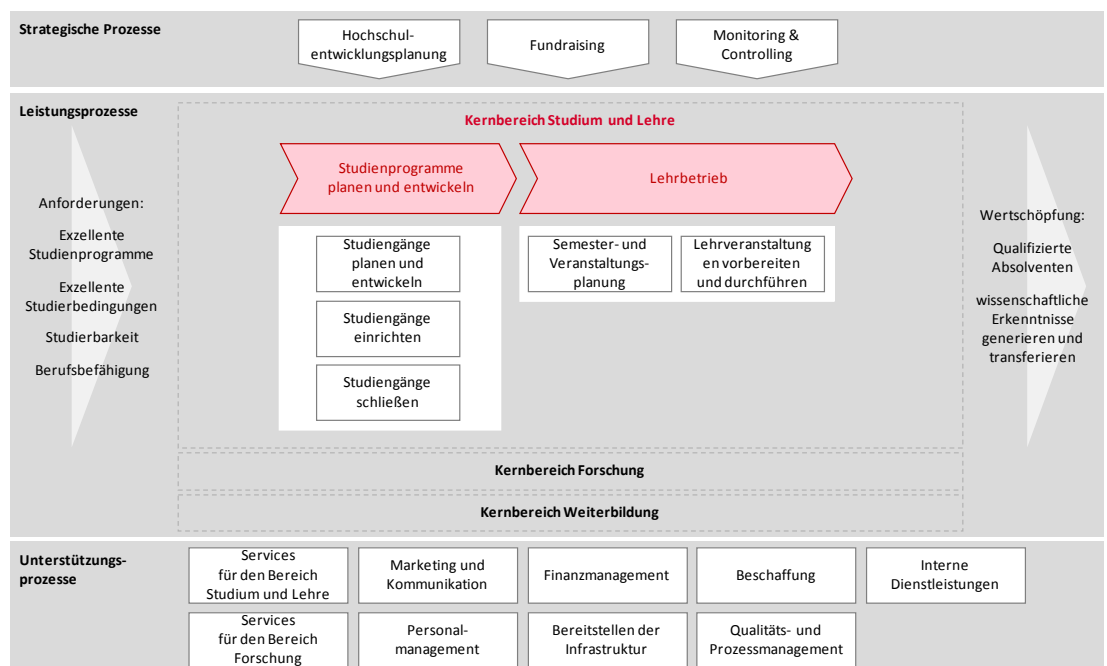 Strategische Prozesse
Hochschul-
entwicklungsplanung
Fundraising
Monitoring &
Controlling
Leistungsprozesse
Kernbereich Studium und Lehre
Studienprogramme
planen und entwickeln
Lehrbetrieb
Anforderungen:
Exzellente
Studienprogramme
Exzellente
Studierbedingungen
Studierbarkeit
Berufsbefähigung
Studiengänge
planen und
entwickeln
Studiengänge
einrichten
Studiengänge
schließen
Semester- und
Veranstaltungs-
planung
Lehrveranstaltung
en vorbereiten
und durchführen
Wertschöpfung:
Qualifizierte
Absolventen
wissenschaftliche
Erkenntnisse
generieren und
transferieren
Kernbereich Forschung
Kernbereich Weiterbildung
Unterstützungs-
prozesse
Services
für den Bereich
Studium und Lehre
Marketing und
Kommunikation
Finanzmanagement
Beschaffung
Interne
Dienstleistungen
Services
für den Bereich
Forschung
Personal-
management
Bereitstellen der
Infrastruktur
Qualitäts- und
Prozessmanagement